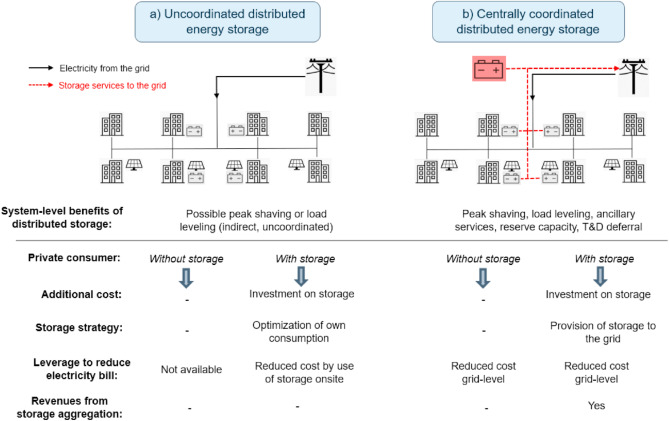 a) Uncoordinated distributed
energy storage
b) Centrally coordinated
distributed energy storage
Electricity from the grid
Storage services to the grid
System-level benefits of
distributed storage:
Possible peak shaving or load
leveling (indirect, uncoordinated)
Peak shaving, load leveling, ancillary
services, reserve capacity, T&D deferral
Private consumer:
Without storage
With storage
Without storage
With storage
Additional cost:
-
Investment on storage
-
Investment on storage
Storage strategy:
-
Optimization of own
consumption
-
Provision of storage to
the grid
Leverage to reduce
electricity bill:
Not available
Reduced cost by use
of storage onsite
Reduced cost
grid-level
Reduced cost
grid-level
Revenues from
storage aggregation:
-
-
-
Yes